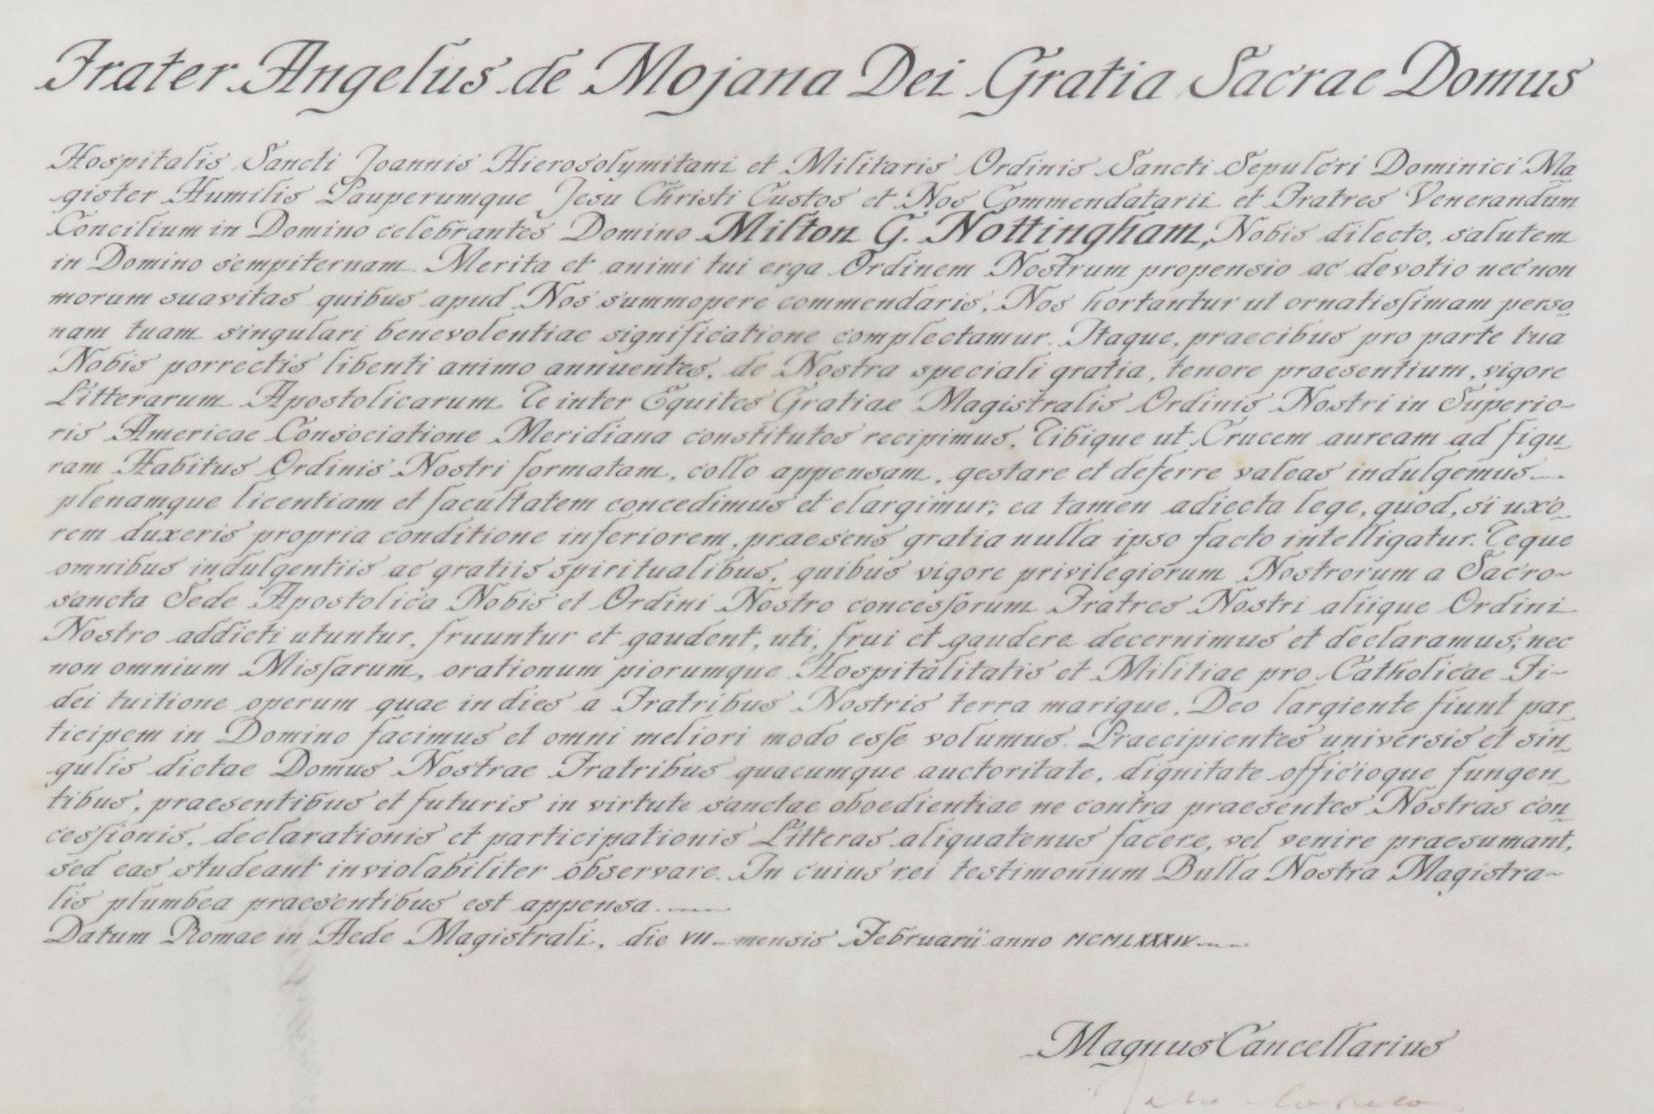 Frater Angelus de Mojana Dei Gratia Sacrae Domus
Hospitalis Sancti Joannis Hierosolymitani et Militaris Ordinis Sancti Sepulcri Dominici Ma
gister Humilis Pauperumque Jesu Christi Custos et Nos Commendatarii et Fratres Venerandum
Concilium in Domino celebrantes Domino Milton G. Nottingham, Nobis dilecto, salutem
in Domino sempiternam. Merita et animi tui erga Ordinem Nostrum propensio ac devotio necnon
morum suavitas quibus apud Nos summopere commendaris, Nos hortantur ut ornatissimam perso
nam tuam singulari benevolentiae significatione complectamur. Itaque, praecibus pro parte tua
Nobis porrectis libenti animo annuentes, de Nostra speciali gratia, tenore praesentium, vigore
Litterarum Apostolicarum Te inter Equites Gratiae Magistralis Ordinis Nostri in Superio-
ris Americae Consociatione Meridiana constitutos recipimus, Tibique ut Crucem auream ad figu
ram Habitus Ordinis Nostri formatam, collo appensam, gestare et deferre valeas indulgemus
plenamque licentiam et facultatem concedimus et elargimur; ea tamen adiecta lege, quod, si uxo
rem duxeris propria conditione inferiorem, praesens gratia nulla ipso facto intelligatur. Teque
omnibus indulgentiis ac gratiis spiritualibus, quibus vigore privilegiorum Nostrorum a Sacro-
sancta Sede Apostolica Nobis et Ordini Nostro concessorum Fratres Nostri aliique Ordini
Nostro addicti utuntur, fruuntur et gaudent, uti, frui et gaudere decernimus et declaramus; nec
non omnium Missarum, orationum piorumque Hospitalitatis et Militiae pro Catholicae Fi-
dei tuitione operum quae in dies a Fratribus Nostris terra marique, Deo largiente fiunt par
ticipem in Domino facimus et omni meliori modo esse volumus. Praecipientes universis et sin
gulis dictae Domus Nostrae Fratribus quacumque auctoritate, dignitate officioque fungen
tibus, praesentibus et futuris in virtute sanctae oboedientiae ne contra praesentes Nostras con
cessionis, declarationis et participationis Litteras aliquatenus facere, vel venire praesumant,
sed eas studeant inviolabiliter observare. In cuius rei testimonium Bulla Nostra Magistra-
lis plumbea praesentibus est appensa.
Datum Romae in Aede Magistrali, die VII mensis Februarii anno MCMLXXXIV
Magnus Cancellarius